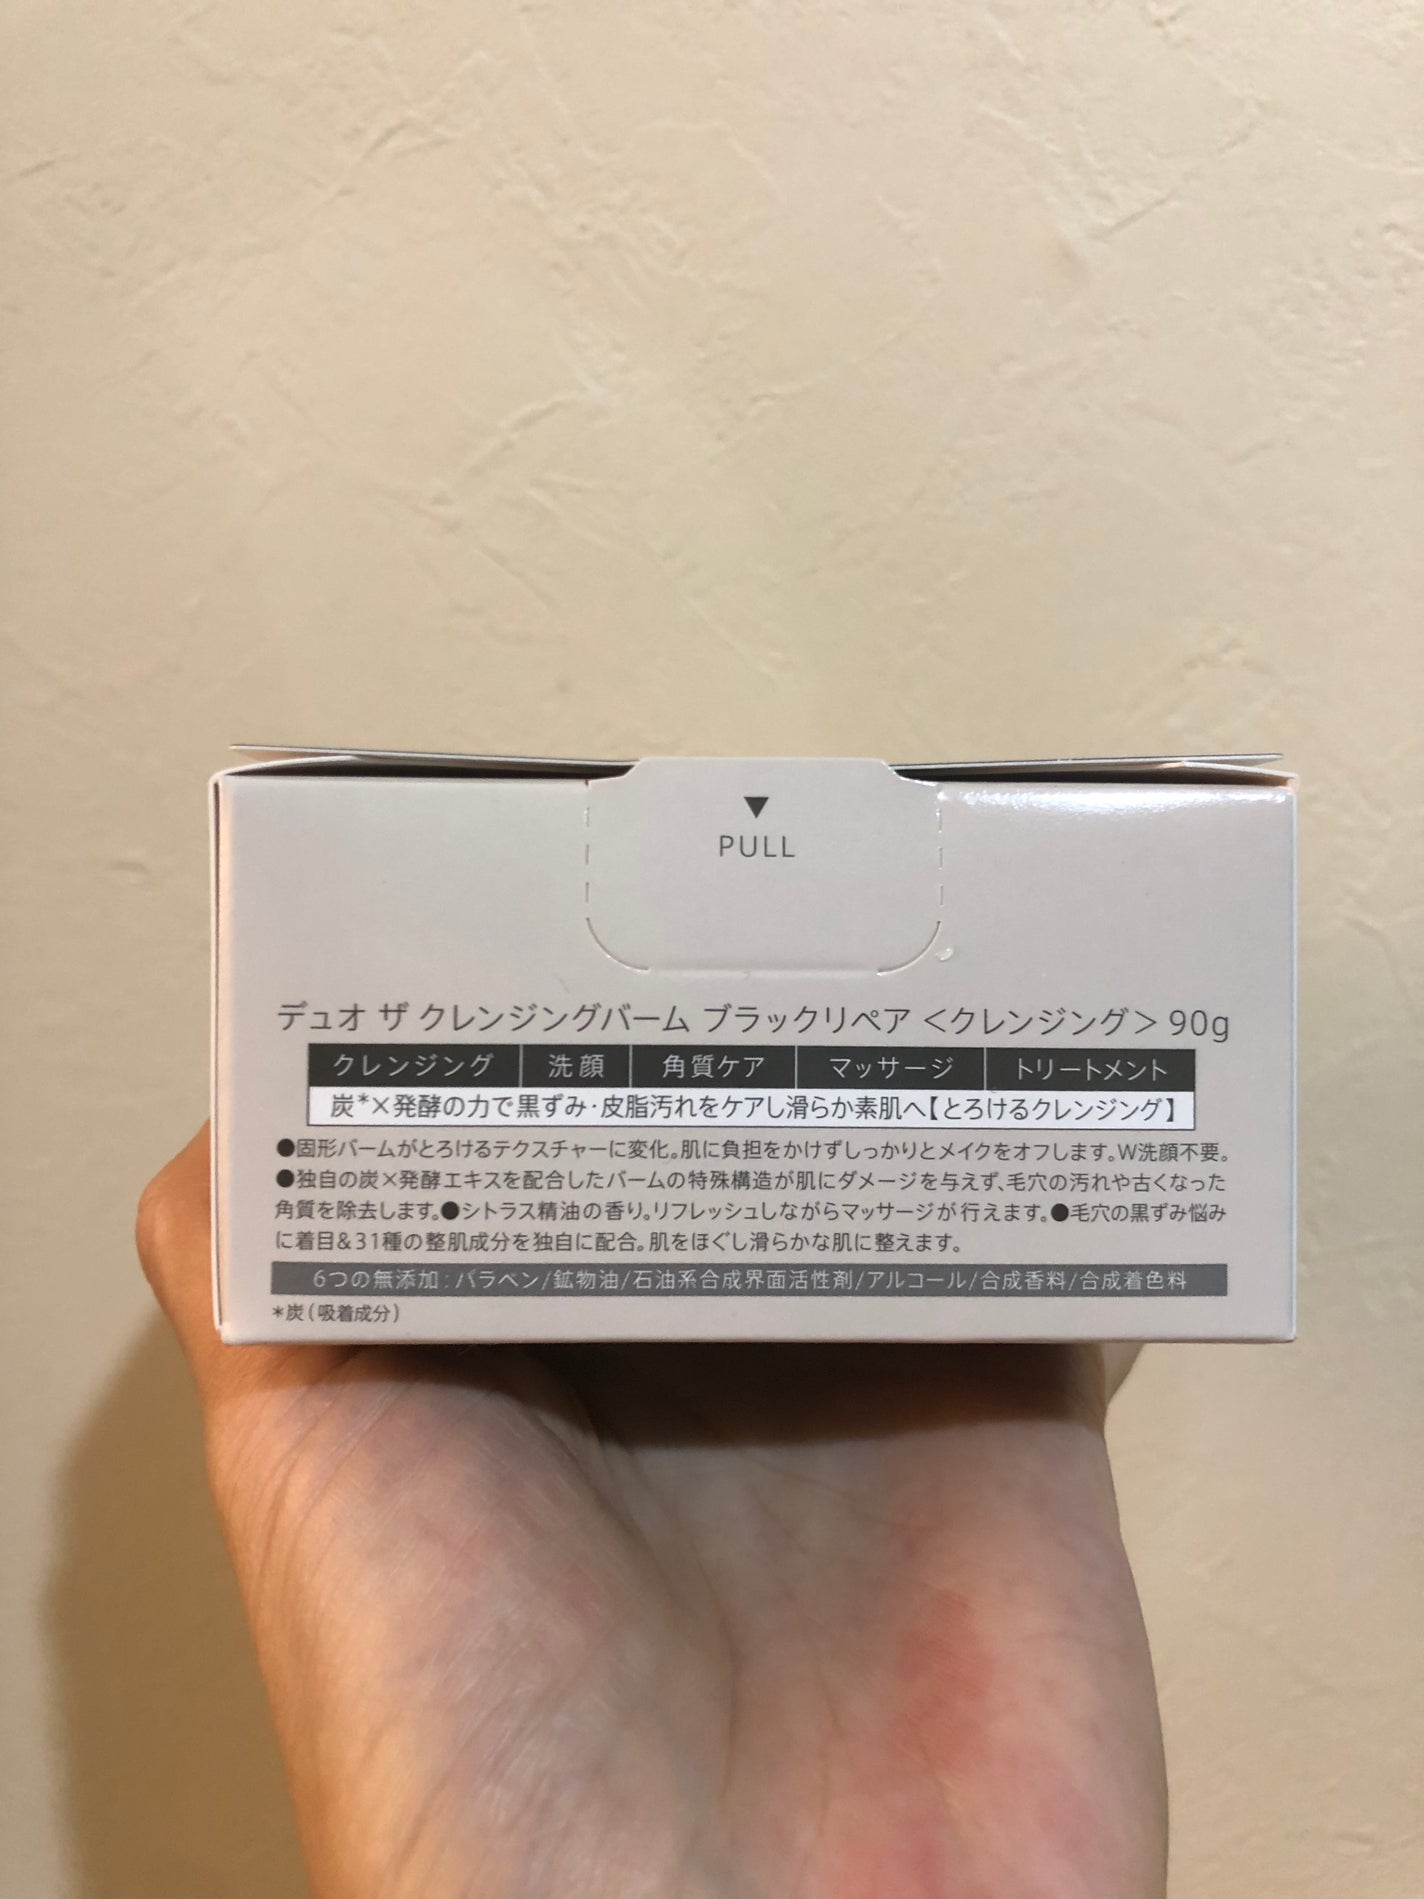 ▼
PULL
デュオ ザ クレンジングバーム ブラックリペア <クレンジング> 90g
クレンジング 洗顔 角質ケア マッサージ トリートメント
炭*×発酵の力で黒ずみ・皮脂汚れをケアし滑らか素肌へ【とろけるクレンジング】
●固形バームがとろけるテクスチャーに変化。肌に負担をかけずしっかりとメイクをオフします。W洗顔不要。
●独自の炭×発酵エキスを配合したバームの特殊構造が肌にダメージを与えず、毛穴の汚れや古くなった
角質を除去します。●シトラス精油の香り。リフレッシュしながらマッサージが行えます。●毛穴の黒ずみ悩み
に着目&31種の整肌成分を独自に配合。肌をほぐし滑らかな肌に整えます。
6つの無添加:パラベン/鉱物油/石油系合成界面活性剤/アルコール/合成香料/合成着色料
*炭(吸着成分)